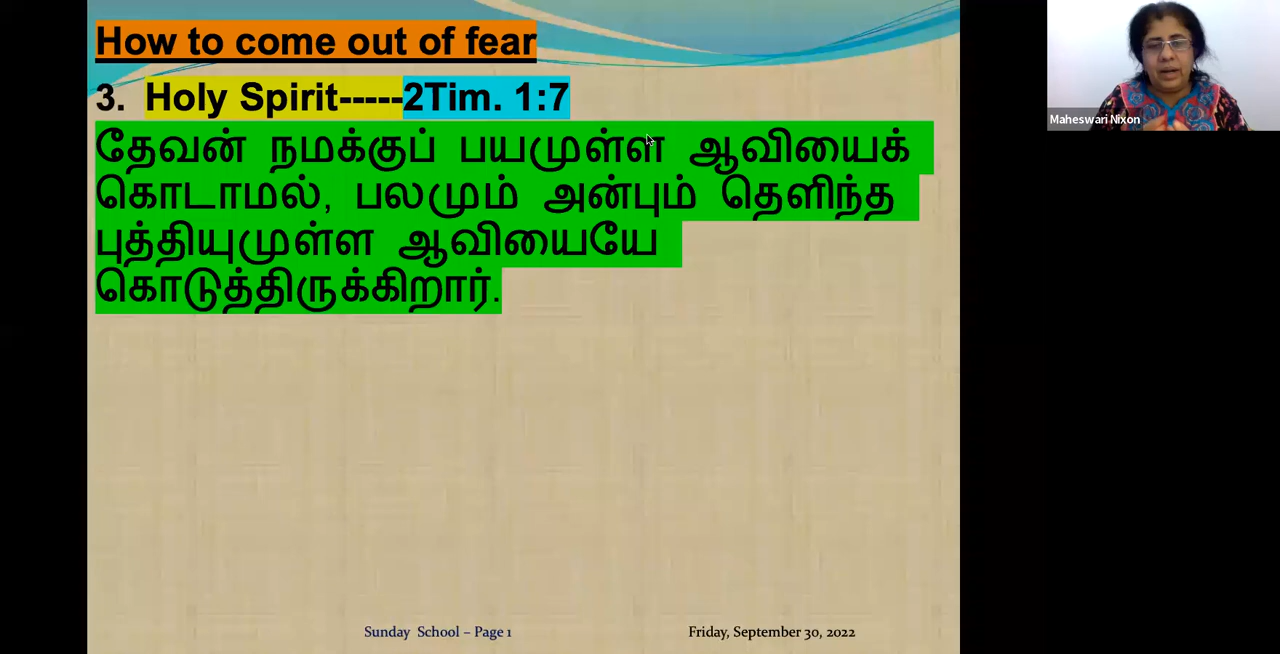 How to come out of fear
3. Holy Spirit-----2Tim. 1:7
தேவன் நமக்குப் பயமுள்ள ஆவியைக்
கொடாமல், பலமும் அன்பும் தெளிந்த
புத்தியுமுள்ள ஆவியையே
கொடுத்திருக்கிறார்.
Sunday School – Page 1
Friday, September 30, 2022
Maheswari Nixon